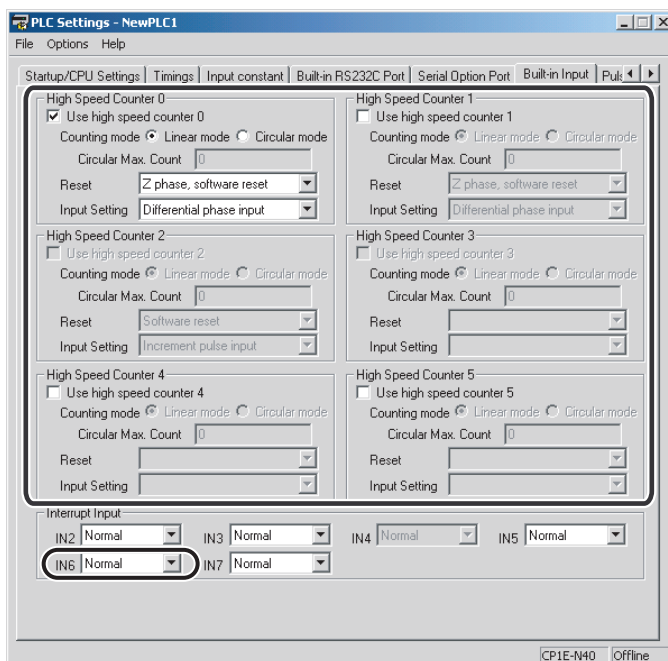 PLC Settings - NewPLC1
File Options Help
Startup/CPU Settings Timings Input constant Built-in RS232C Port Serial Option Port Built-in Input
High Speed Counter 0
Use high speed counter 0
Counting mode Linear mode Circular mode
Circular Max. Count 0
Reset Z phase, software reset
Input Setting Differential phase input
High Speed Counter 1
Use high speed counter 1
Counting mode Linear mode Circular mode
Circular Max. Count 0
Reset Z phase, software reset
Input Setting Differential phase input
High Speed Counter 2
Use high speed counter 2
Counting mode Linear mode Circular mode
Circular Max. Count 0
Reset Software reset
Input Setting Increment pulse input
High Speed Counter 3
Use high speed counter 3
Counting mode Linear mode Circular mode
Circular Max. Count 0
Reset
Input Setting
High Speed Counter 4
Use high speed counter 4
Counting mode Linear mode Circular mode
Circular Max. Count 0
Reset
Input Setting
High Speed Counter 5
Use high speed counter 5
Counting mode Linear mode Circular mode
Circular Max. Count 0
Reset
Input Setting
Interrupt Input
IN2 Normal IN3 Normal IN4 Normal IN5 Normal
IN6 Normal IN7 Normal
CP1E-N40 Offline